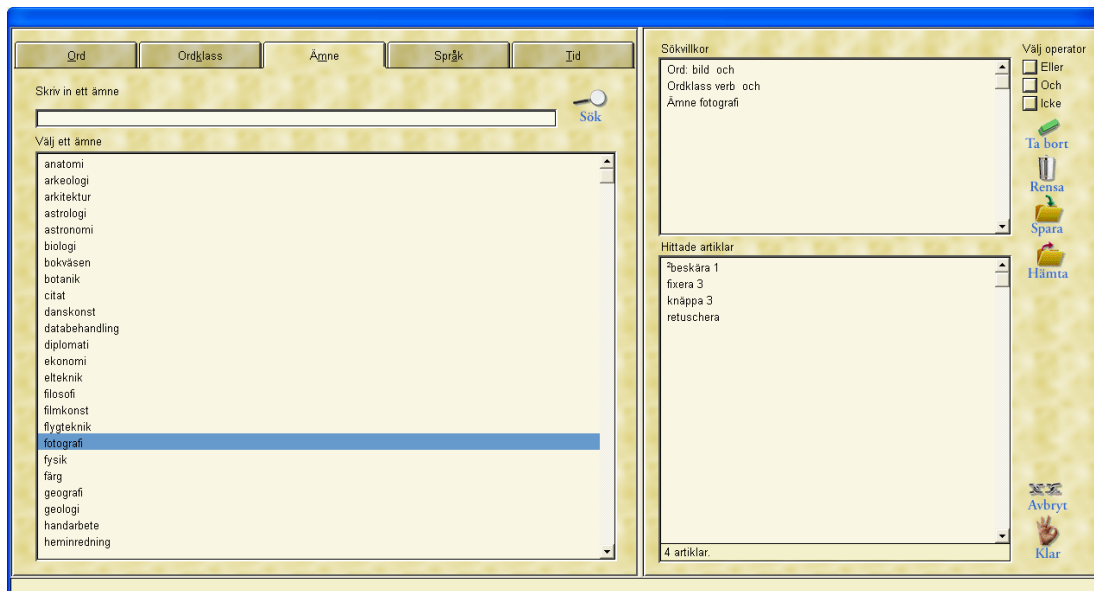 Ord
Ordklass
Ämne
Språk
Tid
Skriv in ett ämne
Sök
Välj ett ämne
anatomi
arkeologi
arkitektur
astrologi
astronomi
biologi
bokväsen
botanik
citat
danskonst
databehandling
diplomati
ekonomi
elteknik
filosofi
filmkonst
flygteknik
fotografi
fysik
färg
geografi
geologi
handarbete
heminredning
Sökvillkor
Ord: bild och
Ordklass verb och
Ämne fotografi
Välj operator
Eller
Och
Icke
Ta bort
Rensa
Spara
Hämta
Hittade artiklar
²beskära 1
fixera 3
knäppa 3
retuschera
4 artiklar.
Avbryt
Klar